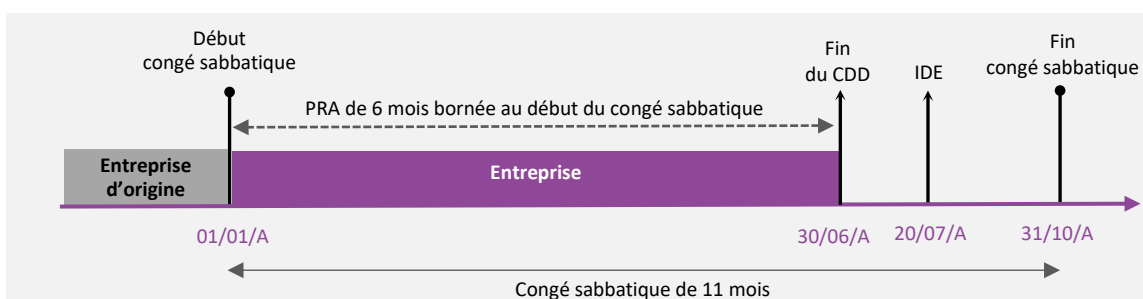 Début
congé sabbatique
Fin
du CDD
IDE
Fin
congé sabbatique
PRA de 6 mois bornée au début du congé sabbatique
Entreprise
d'origine
Entreprise
01/01/A
30/06/A
20/07/A
31/10/A
Congé sabbatique de 11 mois